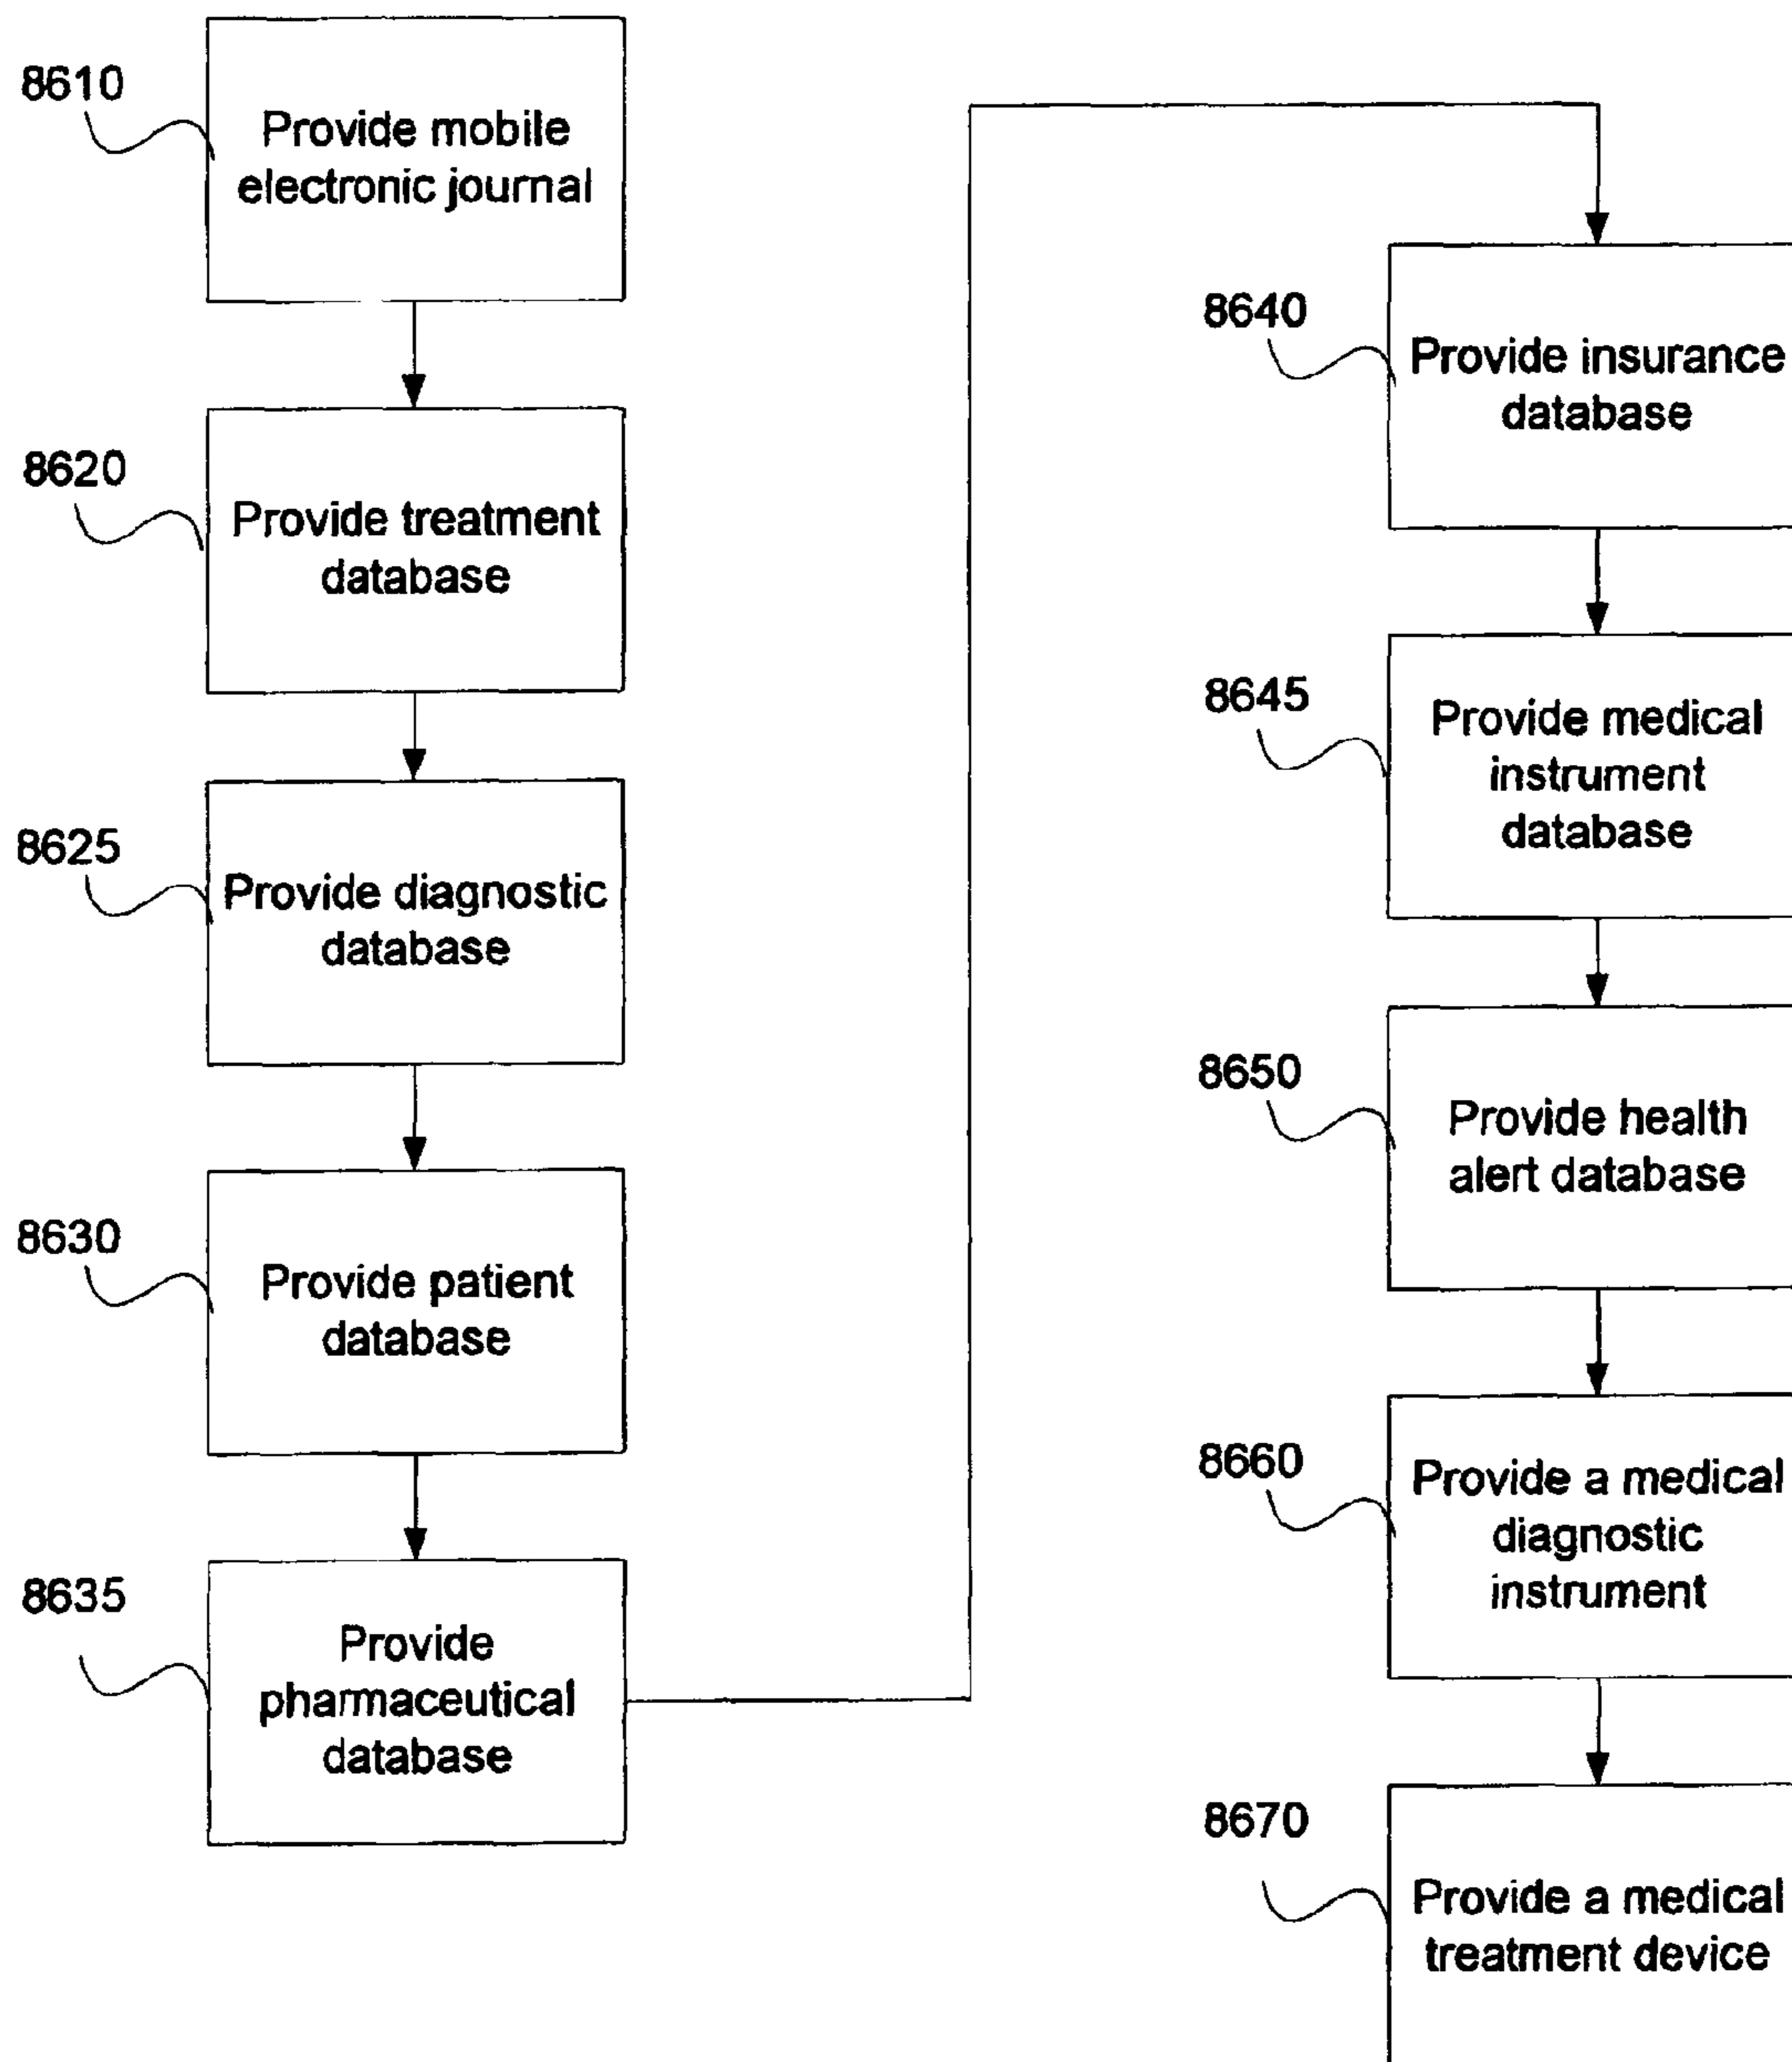 8610
Provide mobile
electronic journal
8620
Provide treatment
database
8625
Provide diagnostic
database
8630
Provide patient
database
8635
Provide
pharmaceutical
database
8640
Provide insurance
database
8645
Provide medical
instrument
database
8650
Provide health
alert database
8660
Provide a medical
diagnostic
instrument
8670
Provide a medical
treatment device